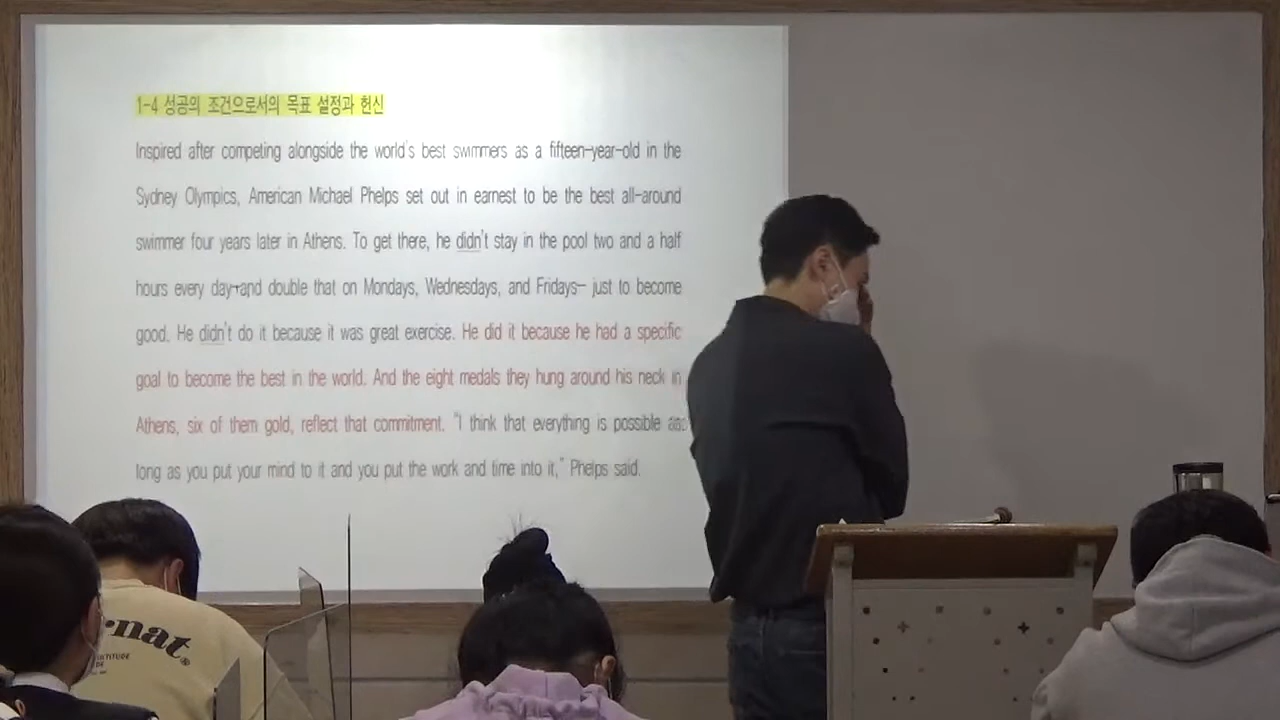 1-4 성공의 조건으로서의 목표 설정과 헌신
Inspired after competing alongside the world's best swimmers as a fifteen-year-old in the
Sydney Olympics, American Michael Phelps set out in earnest to be the best all-around
swimmer four years later in Athens. To get there, he didn't stay in the pool two and a half
hours every day-and double that on Mondays, Wednesdays, and Fridays- just to become
good. He didn't do it because it was great exercise. He did it because he had a specific
goal to become the best in the world. And the eight medals they hung around his neck in
Athens, six of them gold, reflect that commitment. "I think that everything is possible as
long as you put your mind to it and you put the work and time into it," Phelps said.
rnat